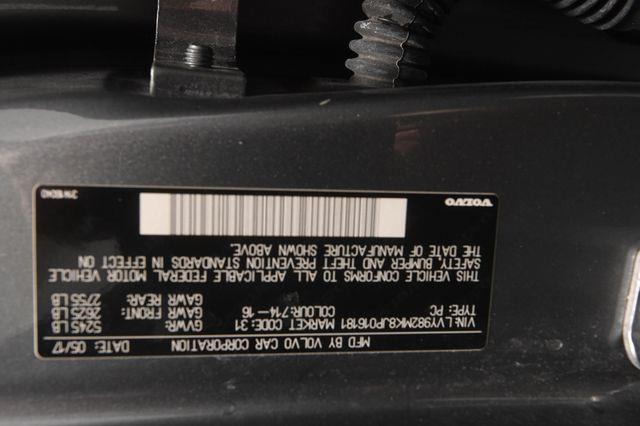 MFD BY VOLVO CAR CORPORATION DATE: 05/17
VIN: LVY982MK8JP016181 MARKET CODE: 31 GVWR: 5245 LB
TYPE: PC COLOUR: 714-16 GAWR FRONT: 2625 LB
GAWR REAR: 2755 LB
THIS VEHICLE CONFORMS TO ALL APPLICABLE FEDERAL MOTOR VEHICLE
SAFETY, BUMPER AND THEFT PREVENTION STANDARDS IN EFFECT ON
THE DATE OF MANUFACTURE SHOWN ABOVE.
VOLVO